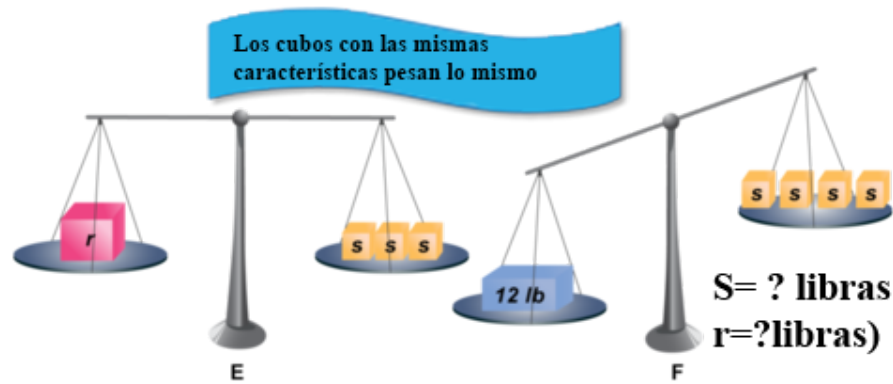 Los cubos con las mismas
características pesan lo mismo
r
s s s
s s s s
12 lb
S= ? libras
r=?libras)
E
F